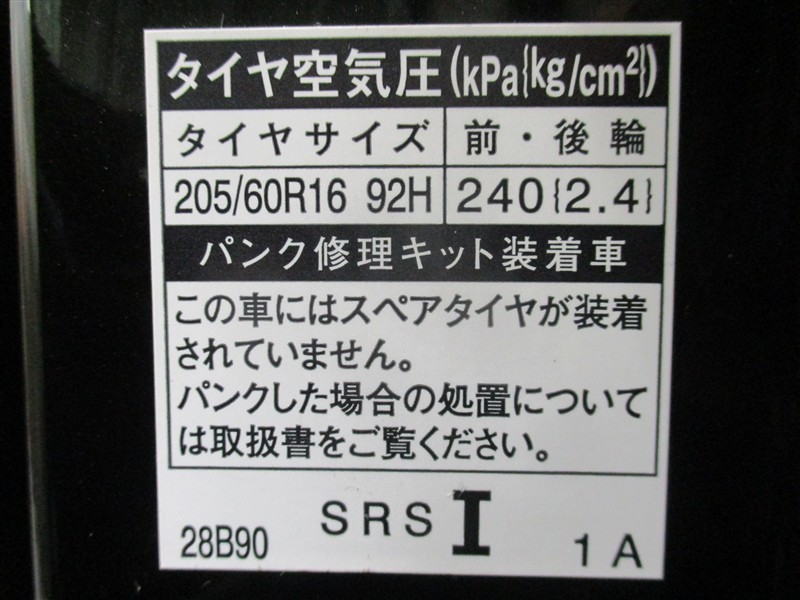 タイヤ空気圧(kPa{kg/cm²})
タイヤサイズ 前・後輪
205/60R16 92H 240{2.4}
パンク修理キット装着車
この車にはスペアタイヤが装着
されていません。
パンクした場合の処置について
は取扱書をご覧ください。
28B90 SRS I 1A